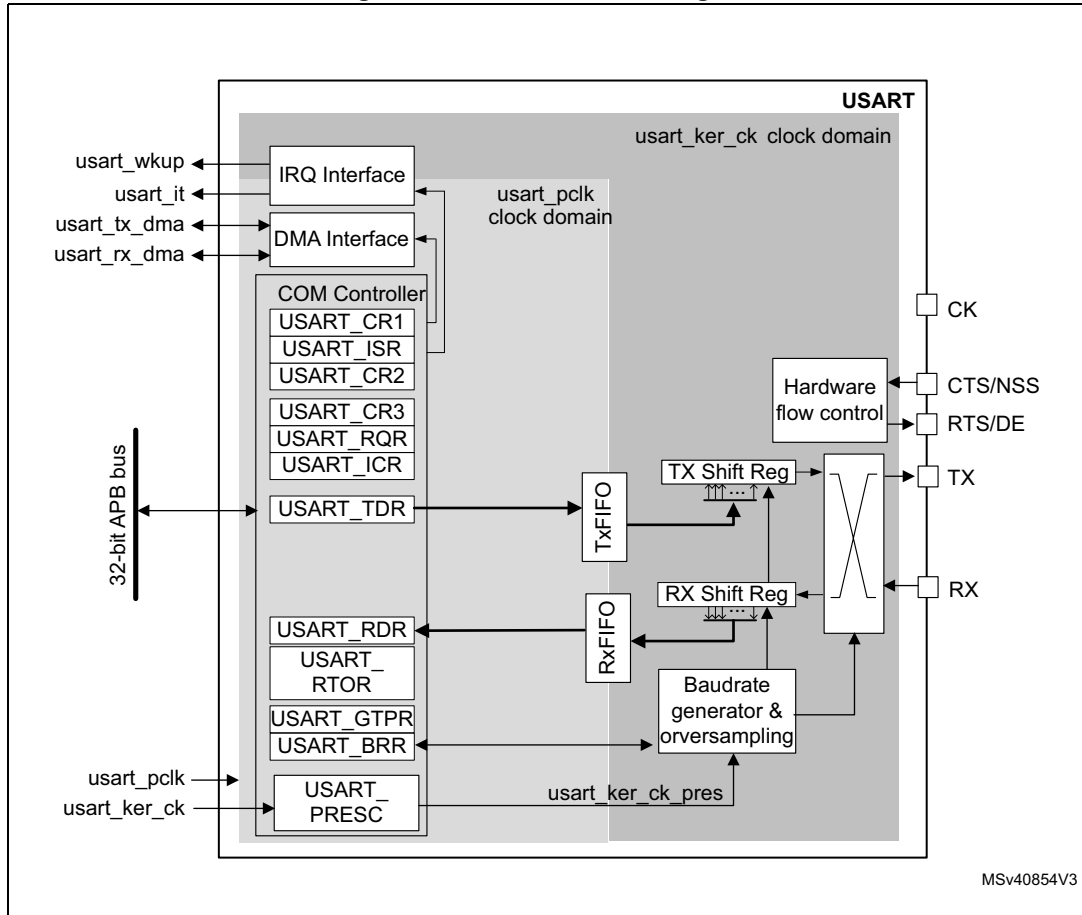 USART
usart_ker_ck clock domain
usart_wkup
IRQ Interface
usart_it
usart_pclk
clock domain
usart_tx_dma
DMA Interface
usart_rx_dma
COM Controller
USART_CR1
USART_ISR
USART_CR2
USART_CR3
USART_RQR
USART_ICR
USART_TDR
USART_RDR
USART_
RTOR
USART_GTPR
USART_BRR
USART_
PRESC
32-bit APB bus
usart_pclk
usart_ker_ck
usart_ker_ck_pres
TxFIFO
RxFIFO
TX Shift Reg
...
RX Shift Reg
...
Baudrate
generator &
orversampling
Hardware
flow control
CK
CTS/NSS
RTS/DE
TX
RX
MSv40854V3